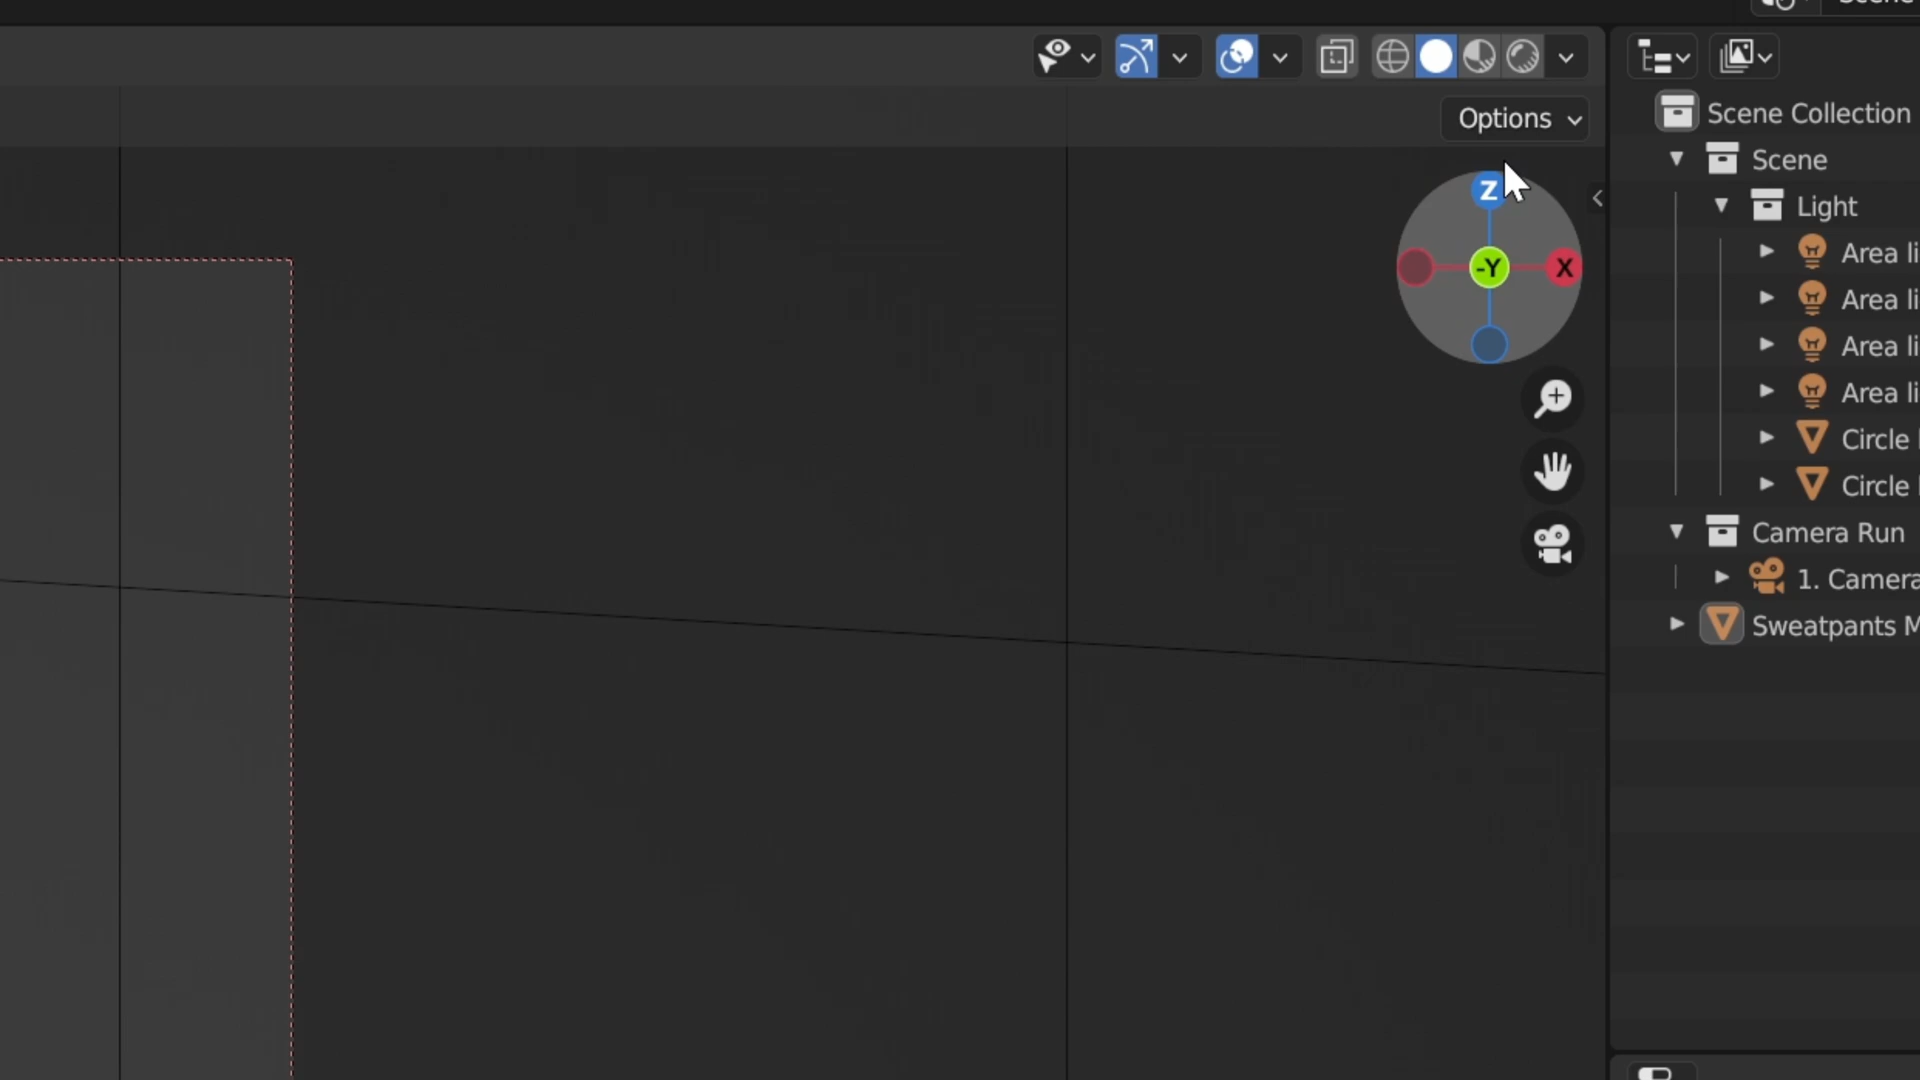 Options
Z
-Y
X
Scene Collection
Scene
Light
Area li
Area li
Area li
Area li
Circle
Circle
Camera Run
1. Camera
Sweatpants M